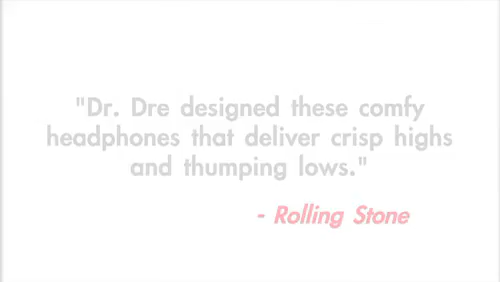 "Dr. Dre designed these comfy
headphones that deliver crisp highs
and thumping lows."
- Rolling Stone